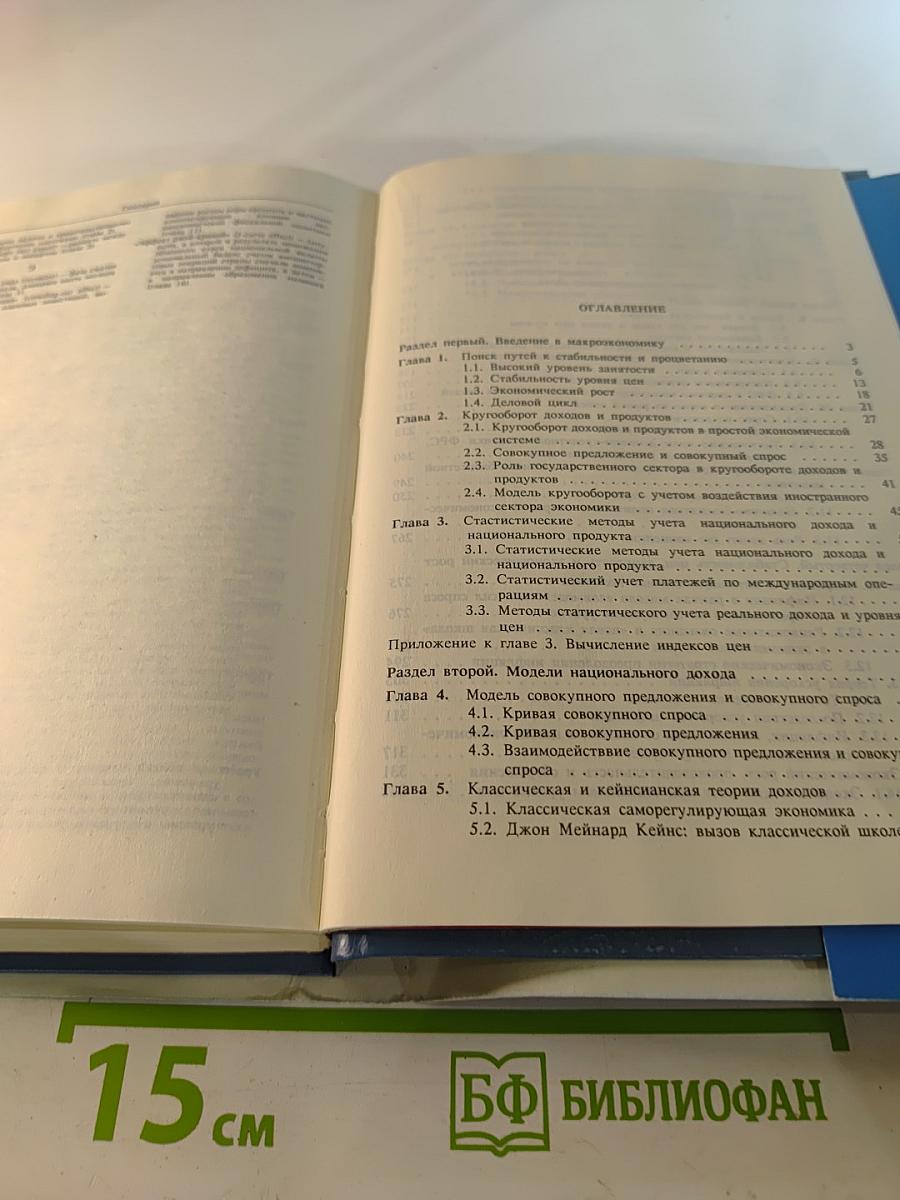 Глоссарий
ОГЛАВЛЕНИЕ
Раздел первый. Введение в макроэкономику . . . . . . . . . . . . . . . 3
Глава 1. Поиск путей к стабильности и процветанию . . . . . . . . . . 5
1.1. Высокий уровень занятости . . . . . . . . . . . . . . . . . 6
1.2. Стабильность уровня цен . . . . . . . . . . . . . . . . . . 13
1.3. Экономический рост . . . . . . . . . . . . . . . . . . . . 18
1.4. Деловой цикл . . . . . . . . . . . . . . . . . . . . . . . 21
Глава 2. Кругооборот доходов и продуктов . . . . . . . . . . . . . . . 27
2.1. Кругооборот доходов и продуктов в простой экономической
системе . . . . . . . . . . . . . . . . . . . . . . . . . . 28
2.2. Совокупное предложение и совокупный спрос . . . . . . 35
2.3. Роль государственного сектора в кругообороте доходов и
продуктов . . . . . . . . . . . . . . . . . . . . . . . . . 41
2.4. Модель кругооборота с учетом воздействия иностранного
сектора экономики . . . . . . . . . . . . . . . . . . . .
Глава 3. Стастистические методы учета национального дохода и
национального продукта . . . . . . . . . . . . . . . . . .
3.1. Статистические методы учета национального дохода и
национального продукта . . . . . . . . . . . . . . . .
3.2. Статистический учет платежей по международным опе-
рациям . . . . . . . . . . . . . . . . . . . . . . . . .
3.3. Методы статистического учета реального дохода и уровня
цен . . . . . . . . . . . . . . . . . . . . . . . . . . .
Приложение к главе 3. Вычисление индексов цен . . . . . . . . . .
Раздел второй. Модели национального дохода . . . . . . . . . . .
Глава 4. Модель совокупного предложения и совокупного спроса .
4.1. Кривая совокупного спроса . . . . . . . . . . . . .
4.2. Кривая совокупного предложения . . . . . . . . .
4.3. Взаимодействвие совокупного предложения и совоку
спроса . . . . . . . . . . . . . . . . . . . . . . . .
Глава 5. Классическая и кейнсианская теории доходов . . . . . .
5.1. Классическая саморегулирующая экономика . . .
5.2. Джон Мейнард Кейнс: вызов классической школе
15 см
БФ БИБЛИОФАН